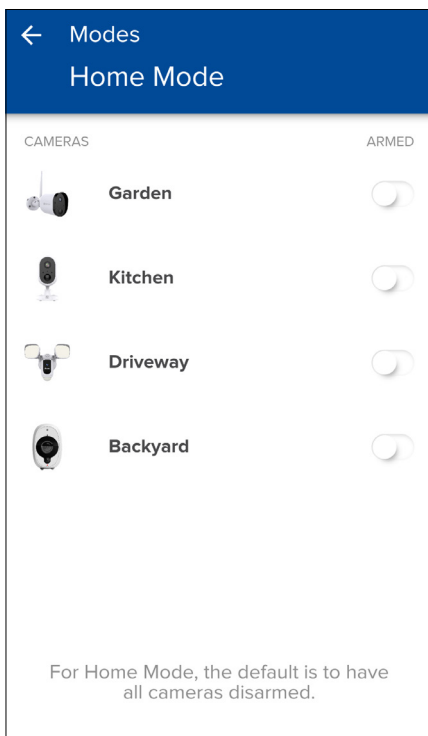 Modes
Home Mode
CAMERAS ARMED
Garden
Kitchen
Driveway
Backyard
For Home Mode, the default is to have
all cameras disarmed.